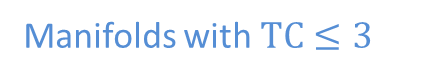 Manifolds with TC ≤ 3